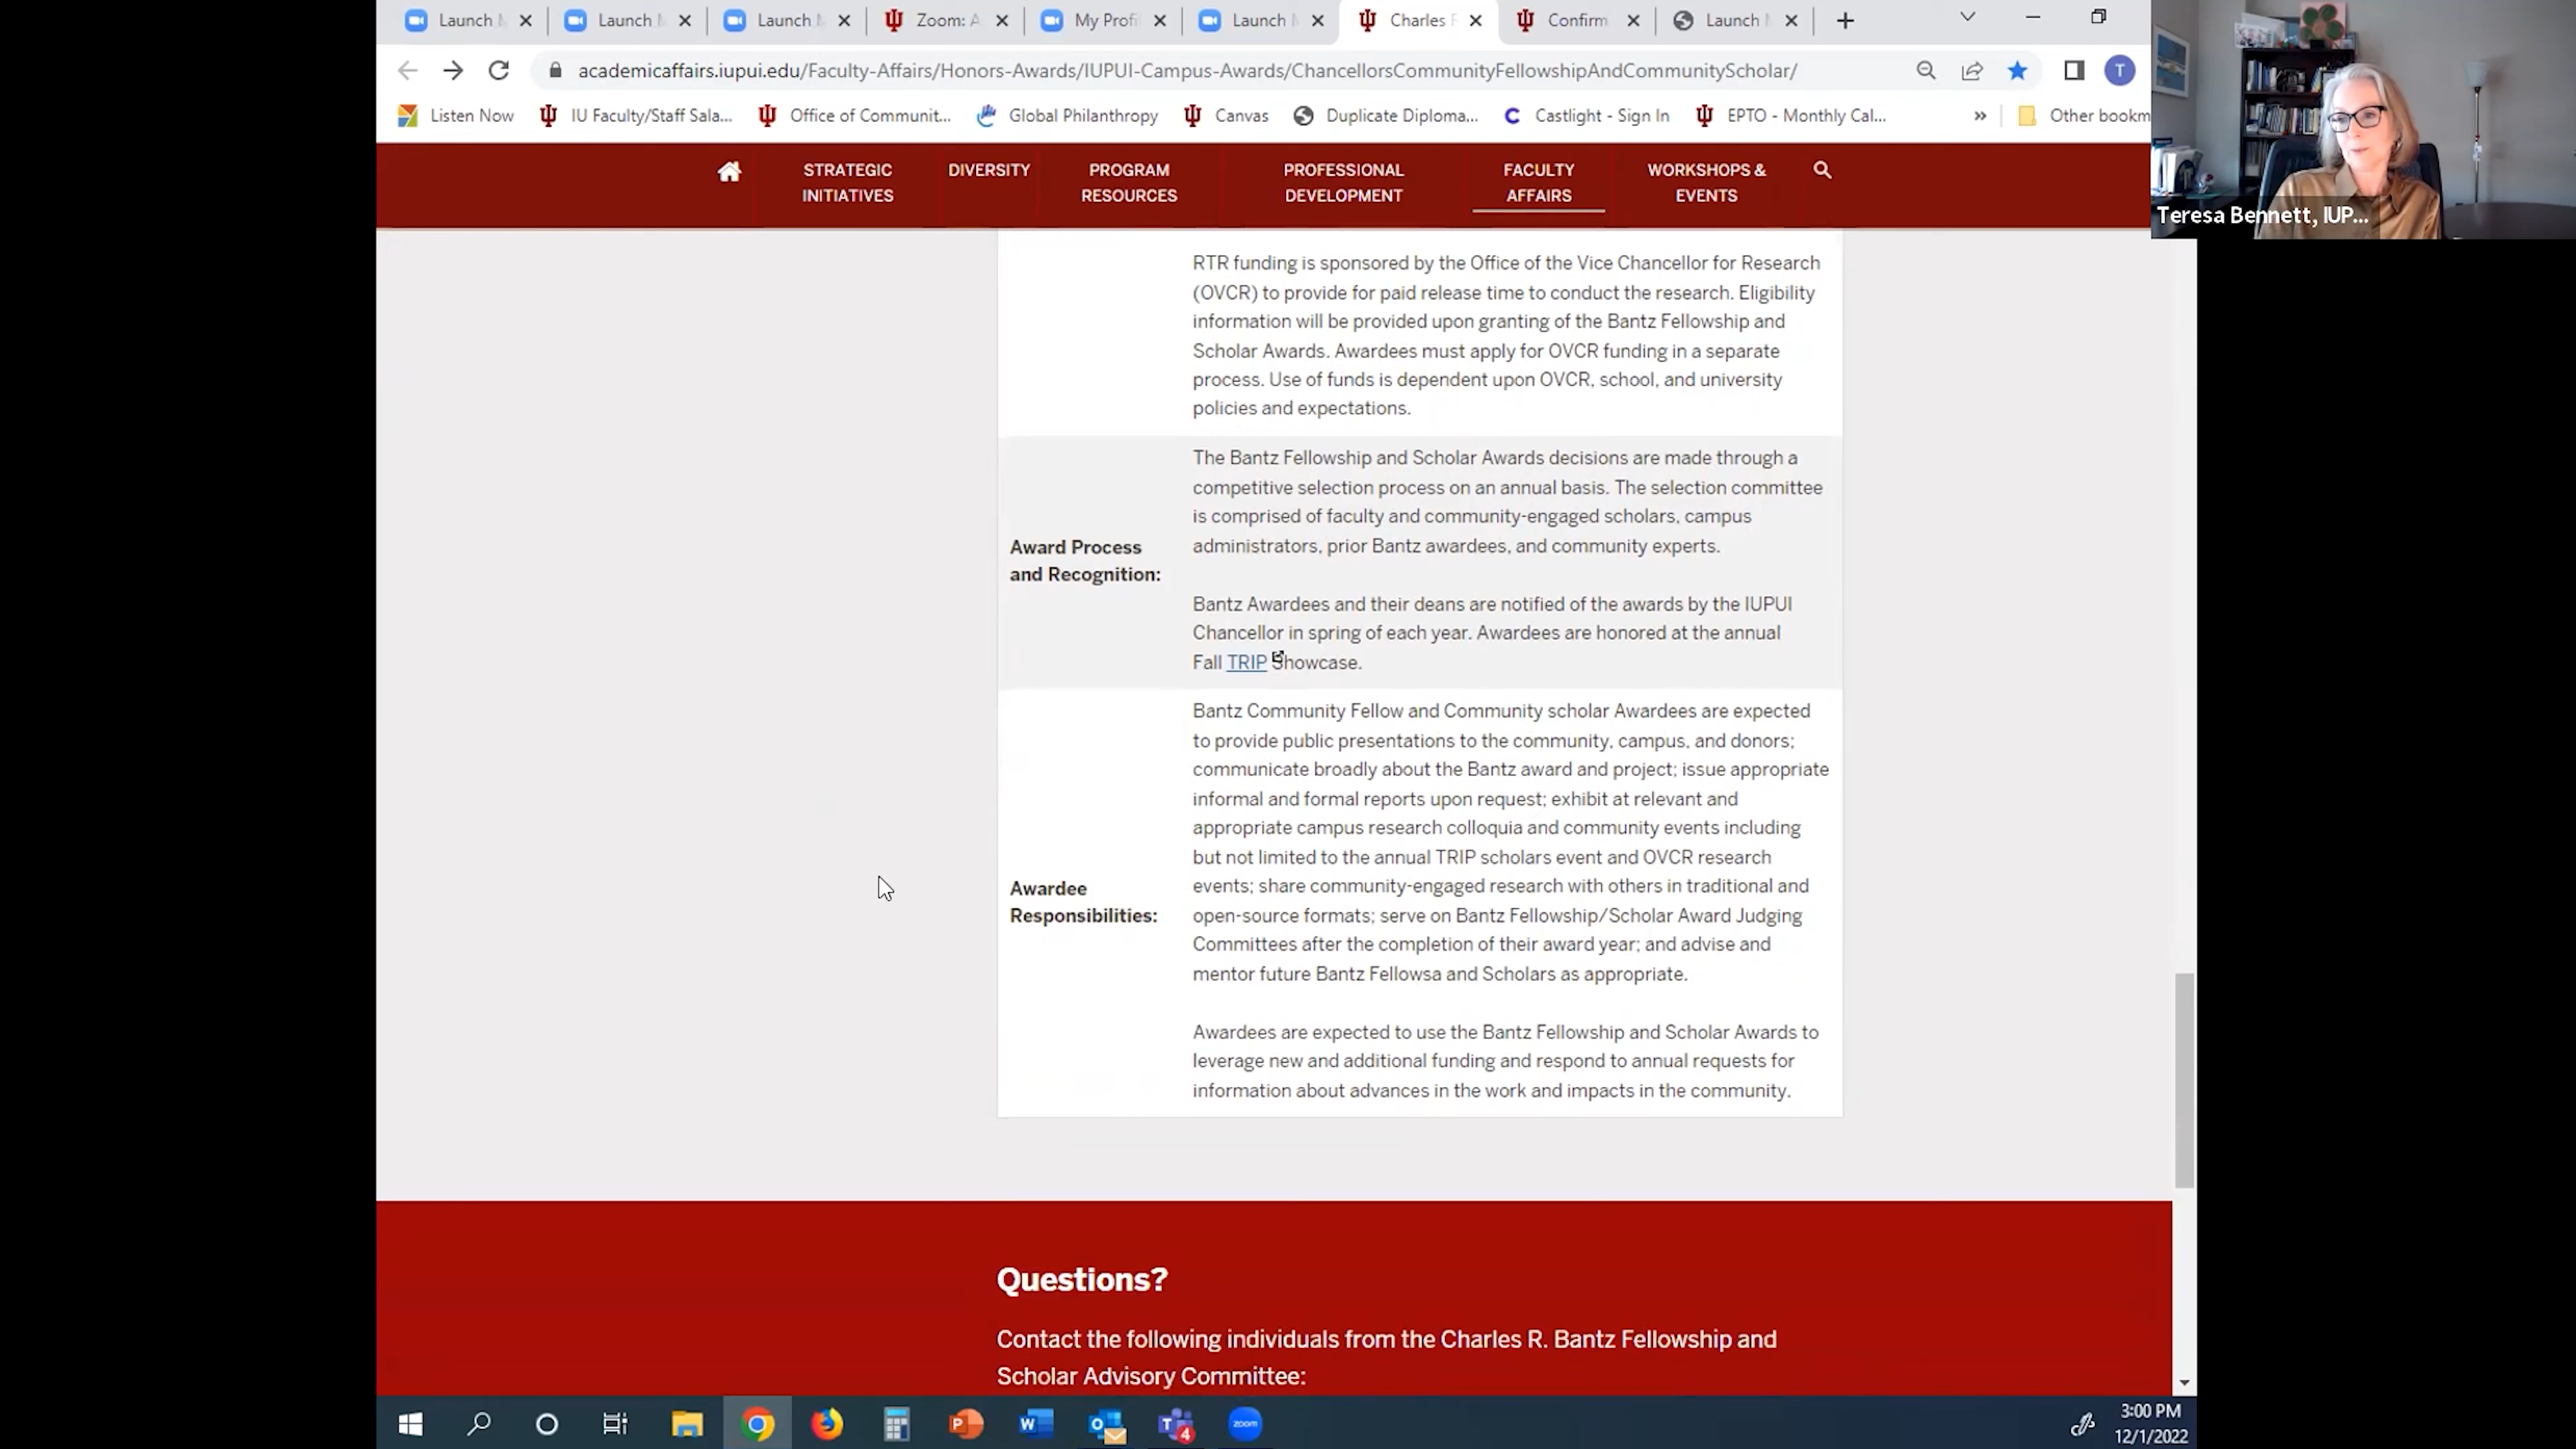 Launch M
Launch
Launch M
Zoom: A
My Profi
Launch M
Charles F
Confirm
Launch M
academicaffairs.iupui.edu/Faculty-Affairs/Honors-Awards/IUPUI-Campus-Awards/ChancellorsCommunityFellowshipAndCommunityScholar/
T
Listen Now
IU Faculty/Staff Sala...
Office of Communit...
Global Philanthropy
Canvas
Duplicate Diploma...
C Castlight - Sign In
EPTO - Monthly Cal...
»
Other bookm
STRATEGIC
INITIATIVES
DIVERSITY
PROGRAM
RESOURCES
PROFESSIONAL
DEVELOPMENT
FACULTY
AFFAIRS
WORKSHOPS &
EVENTS
Teresa Bennett, IUP...
RTR funding is sponsored by the Office of the Vice Chancellor for Research
(OVCR) to provide for paid release time to conduct the research. Eligibility
information will be provided upon granting of the Bantz Fellowship and
Scholar Awards. Awardees must apply for OVCR funding in a separate
process. Use of funds is dependent upon OVCR, school, and university
policies and expectations.
Award Process
and Recognition:
The Bantz Fellowship and Scholar Awards decisions are made through a
competitive selection process on an annual basis. The selection committee
is comprised of faculty and community-engaged scholars, campus
administrators, prior Bantz awardees, and community experts.
Bantz Awardees and their deans are notified of the awards by the IUPUI
Chancellor in spring of each year. Awardees are honored at the annual
Fall TRIP Showcase.
Awardee
Responsibilities:
Bantz Community Fellow and Community scholar Awardees are expected
to provide public presentations to the community, campus, and donors;
communicate broadly about the Bantz award and project; issue appropriate
informal and formal reports upon request; exhibit at relevant and
appropriate campus research colloquia and community events including
but not limited to the annual TRIP scholars event and OVCR research
events; share community-engaged research with others in traditional and
open-source formats; serve on Bantz Fellowship/Scholar Award Judging
Committees after the completion of their award year; and advise and
mentor future Bantz Fellowsa and Scholars as appropriate.
Awardees are expected to use the Bantz Fellowship and Scholar Awards to
leverage new and additional funding and respond to annual requests for
information about advances in the work and impacts in the community.
Questions?
Contact the following individuals from the Charles R. Bantz Fellowship and
Scholar Advisory Committee:
P
W
O
T 4
zoom
3:00 PM
12/1/2022